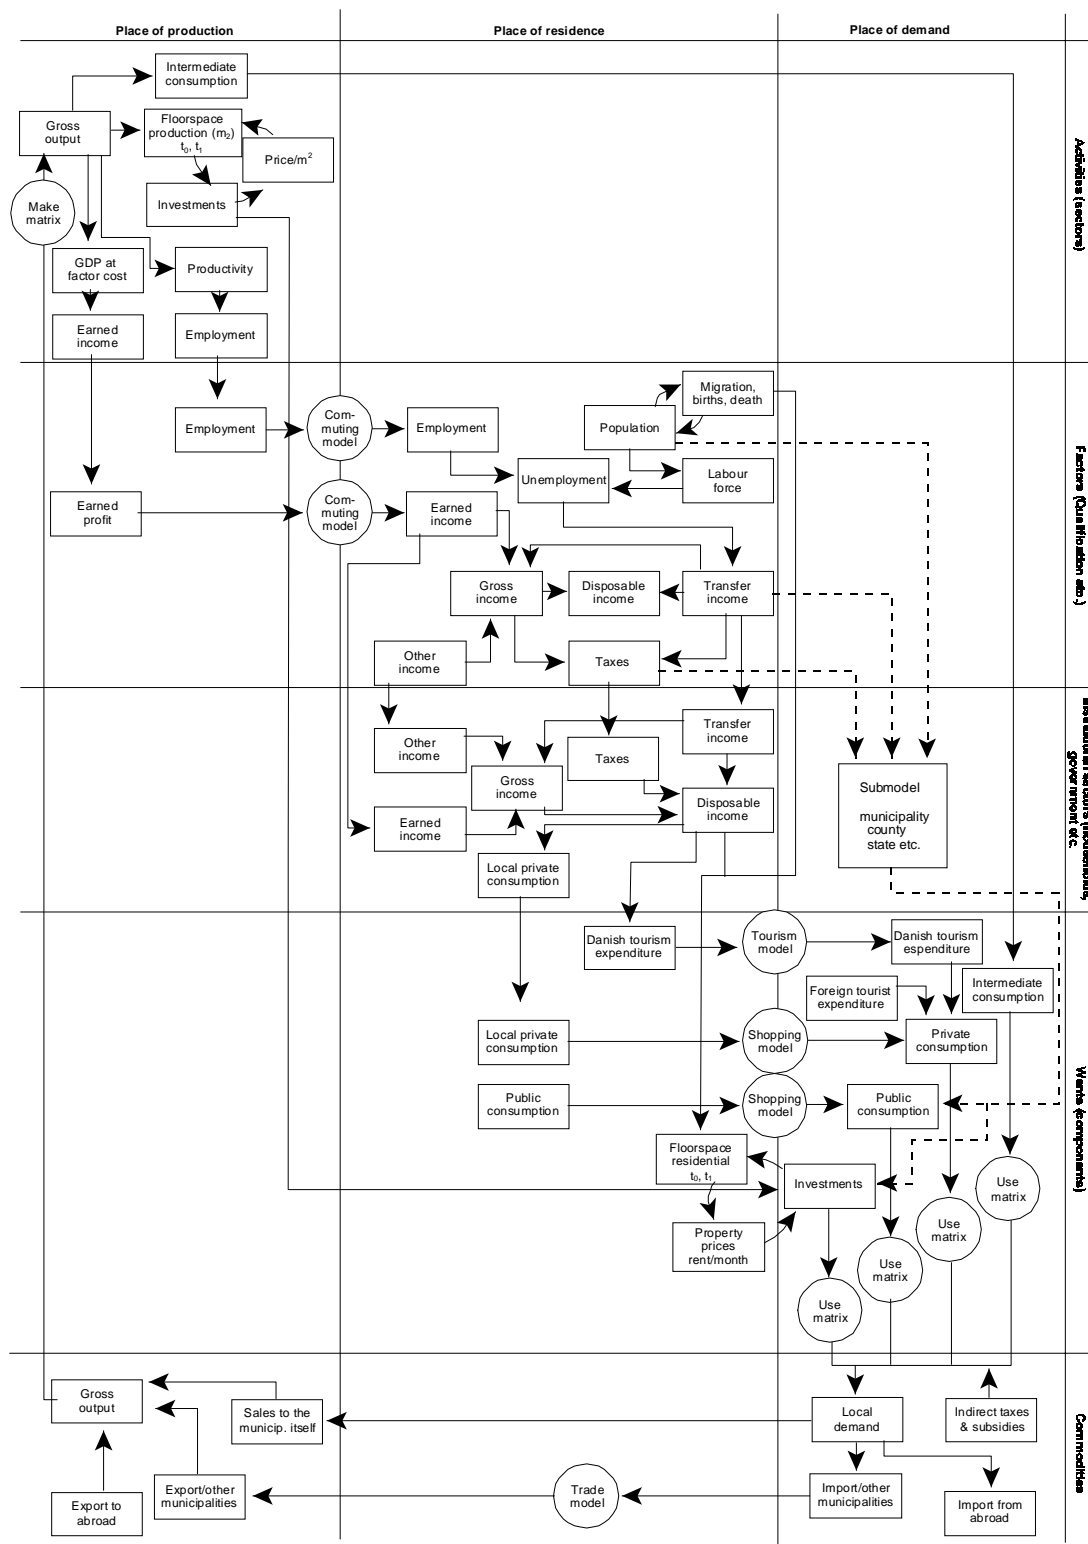 Place of production
Place of residence
Place of demand
Intermediate
consumption
Gross
output
Floorspace
production (m2)
t0, t1
Price/m2
Investments
Make
matrix
GDP at
factor cost
Productivity
Earned
income
Employment
Activities (sectors)
Migration,
births, death
Employment
Com-
muting
model
Employment
Population
Unemployment
Labour
force
Earned
profit
Com-
muting
model
Earned
income
Gross
income
Disposable
income
Transfer
income
Other
income
Taxes
Factors (Qualification etc.)
Other
income
Taxes
Transfer
income
Gross
income
Earned
income
Disposable
income
Local private
consumption
Submodel
municipality
county
state etc.
government etc.
Danish tourism
expenditure
Tourism
model
Danish tourism
espenditure
Foreign tourist
expenditure
Intermediate
consumption
Local private
consumption
Shopping
model
Private
consumption
Public
consumption
Shopping
model
Public
consumption
Floorspace
residential
t0, t1
Investments
Property
prices
rent/month
Use
matrix
Use
matrix
Use
matrix
Use
matrix
Wants (components)
Gross
output
Sales to the
municip. itself
Local
demand
Indirect taxes
& subsidies
Export to
abroad
Export/other
municipalities
Trade
model
Import/other
municipalities
Import from
abroad
Commodities